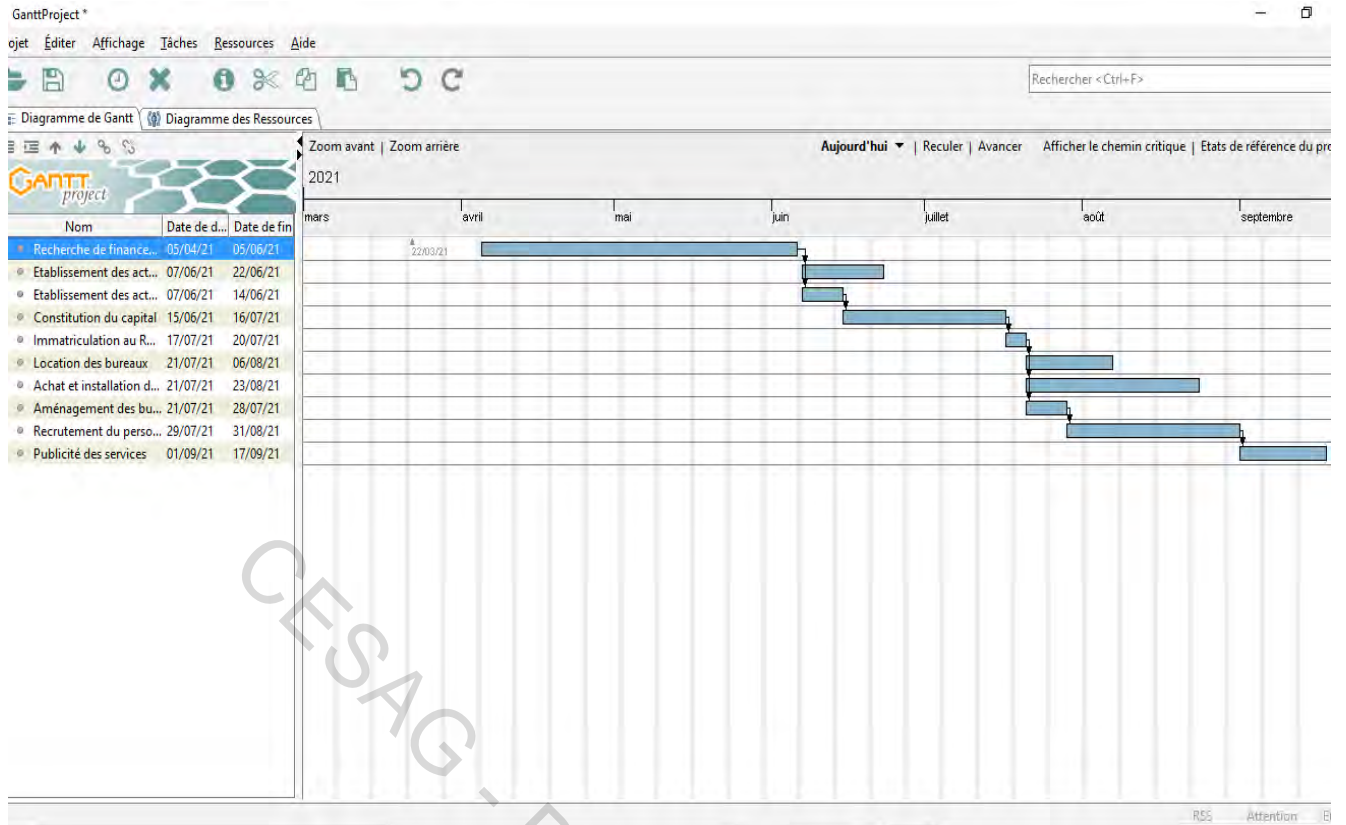 GanttProject *
ojet Éditer Affichage Tâches Ressources Aide
Rechercher <Ctrl+F>
Diagramme de Gantt Diagramme des Ressources
Zoom avant | Zoom arrière Aujourd'hui | Reculer | Avancer Afficher le chemin critique | Etats de référence du pro
GANTT
project
2021
mars avril mai juin juillet août septembre
Nom Date de d... Date de fin
22/03/21
Recherche de finance... 05/04/21 05/06/21
Etablissement des act... 07/06/21 22/06/21
Etablissement des act... 07/06/21 14/06/21
Constitution du capital 15/06/21 16/07/21
Immatriculation au R... 17/07/21 20/07/21
Location des bureaux 21/07/21 06/08/21
Achat et installation d... 21/07/21 23/08/21
Aménagement des bu... 21/07/21 28/07/21
Recrutement du perso... 29/07/21 31/08/21
Publicité des services 01/09/21 17/09/21
CESAG -
RSS Attention